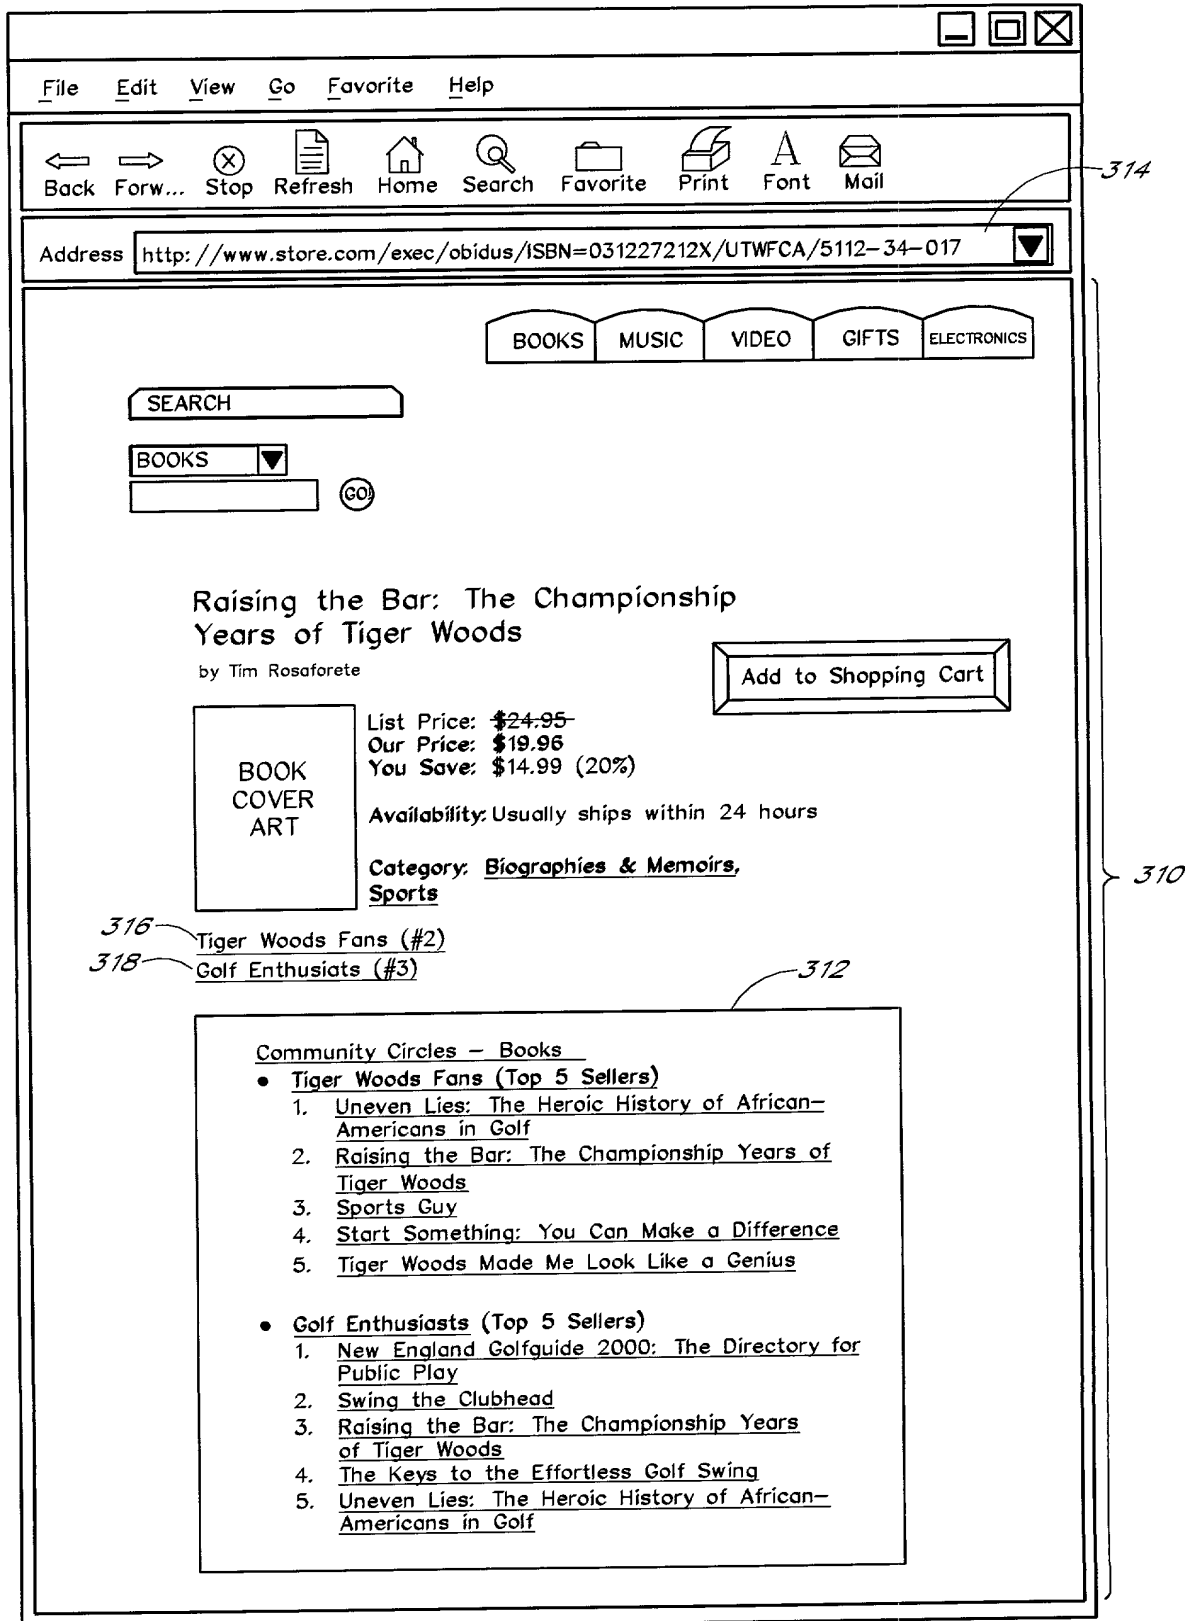 File Edit View Go Favorite Help
Back Forw... Stop Refresh Home Search Favorite Print Font Mail
314
Address http://www.store.com/exec/obidus/ISBN=031227212X/UTWFCA/5112-34-017
BOOKS MUSIC VIDEO GIFTS ELECTRONICS
SEARCH
BOOKS
GO!
Raising the Bar: The Championship
Years of Tiger Woods
by Tim Rosaforete
Add to Shopping Cart
List Price: $24.95
Our Price: $19.96
You Save: $14.99 (20%)
BOOK
COVER
ART
Availability: Usually ships within 24 hours
Category: Biographies & Memoirs,
Sports
310
316
Tiger Woods Fans (#2)
318
Golf Enthusiats (#3)
312
Community Circles – Books
• Tiger Woods Fans (Top 5 Sellers)
1. Uneven Lies: The Heroic History of African–
Americans in Golf
2. Raising the Bar: The Championship Years of
Tiger Woods
3. Sports Guy
4. Start Something: You Can Make a Difference
5. Tiger Woods Made Me Look Like a Genius
• Golf Enthusiasts (Top 5 Sellers)
1. New England Golfguide 2000: The Directory for
Public Play
2. Swing the Clubhead
3. Raising the Bar: The Championship Years
of Tiger Woods
4. The Keys to the Effortless Golf Swing
5. Uneven Lies: The Heroic History of African–
Americans in Golf